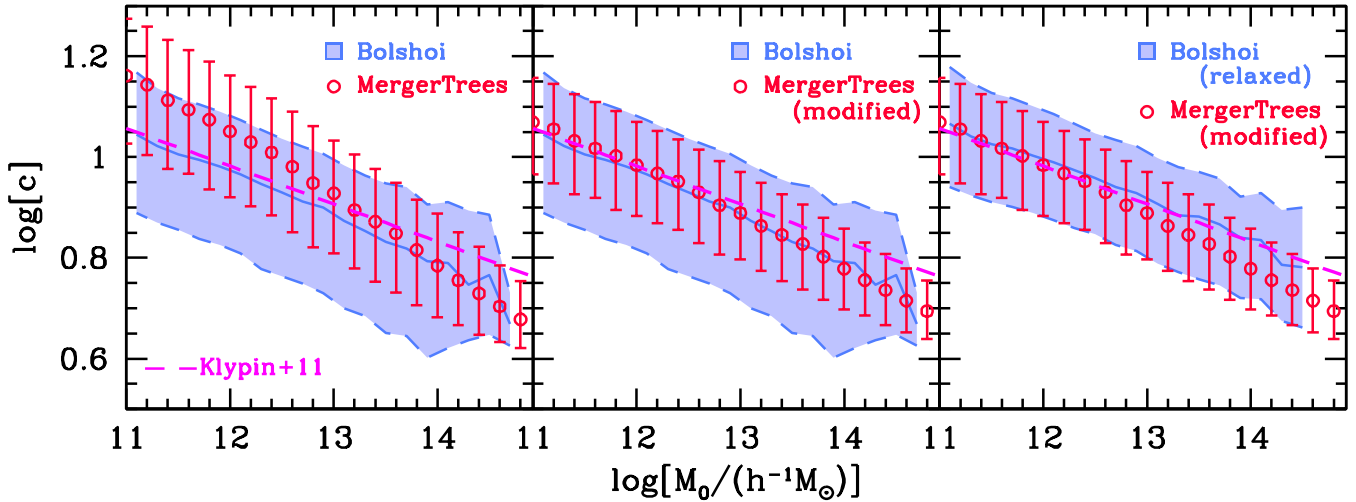 1.2
1
0.8
0.6
log[c]
Bolshoi
MergerTrees
Klypin+11
Bolshoi
MergerTrees
(modified)
Bolshoi
(relaxed)
MergerTrees
(modified)
11 12 13 14 11 12 13 14 11 12 13 14
log[M₀/(h⁻¹M☉)]